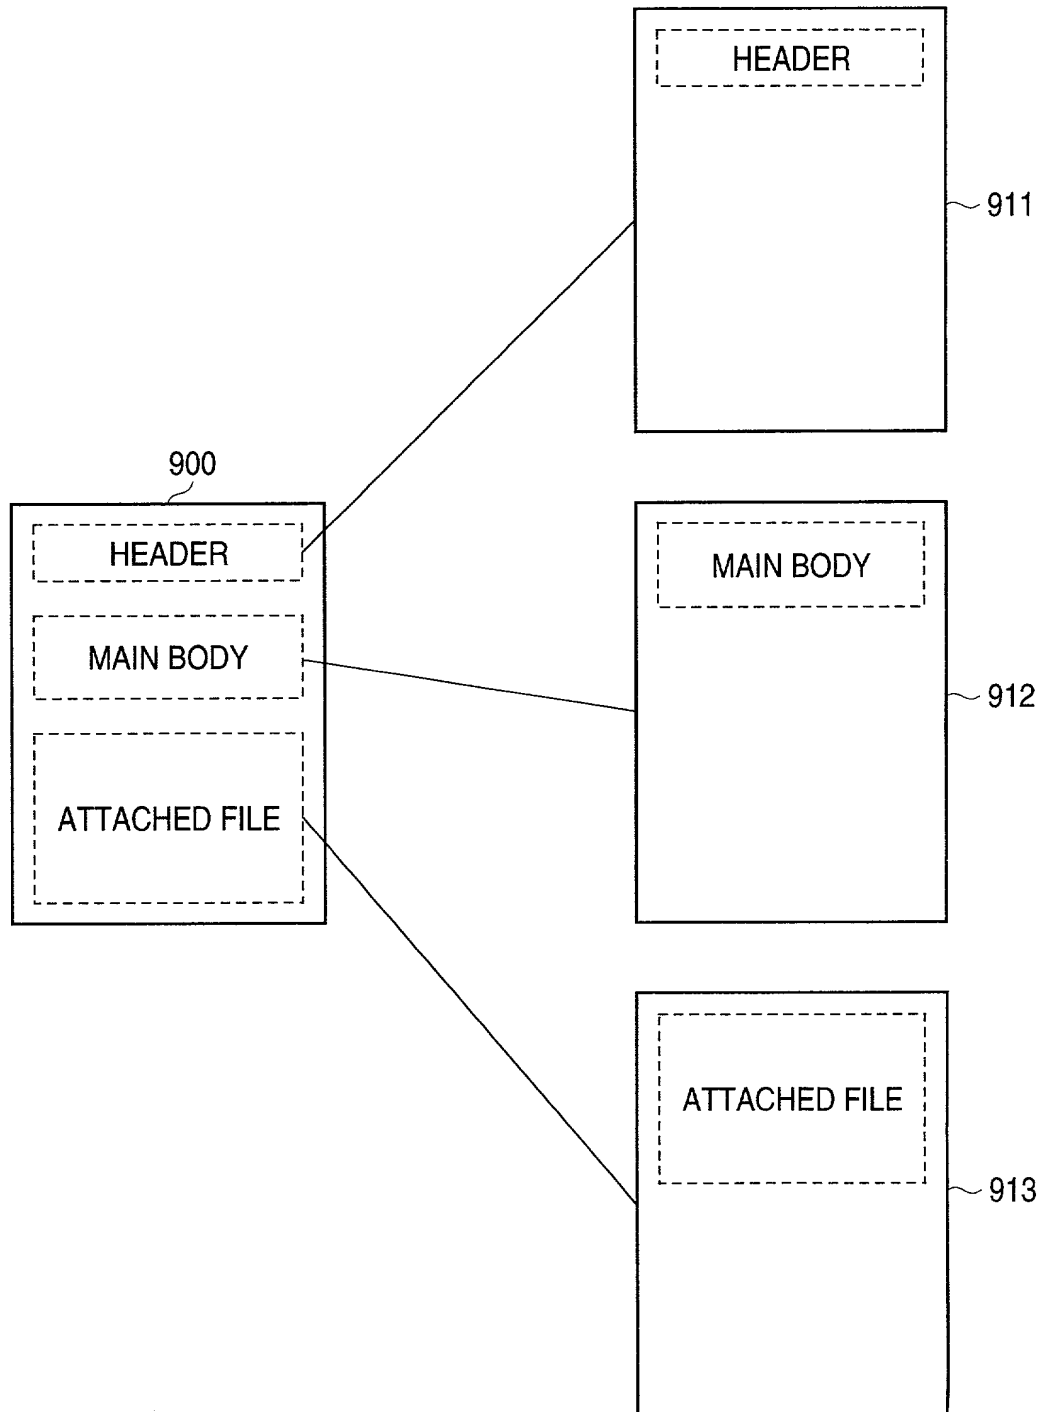 HEADER
911
900
HEADER
MAIN BODY
ATTACHED FILE
MAIN BODY
912
ATTACHED FILE
913